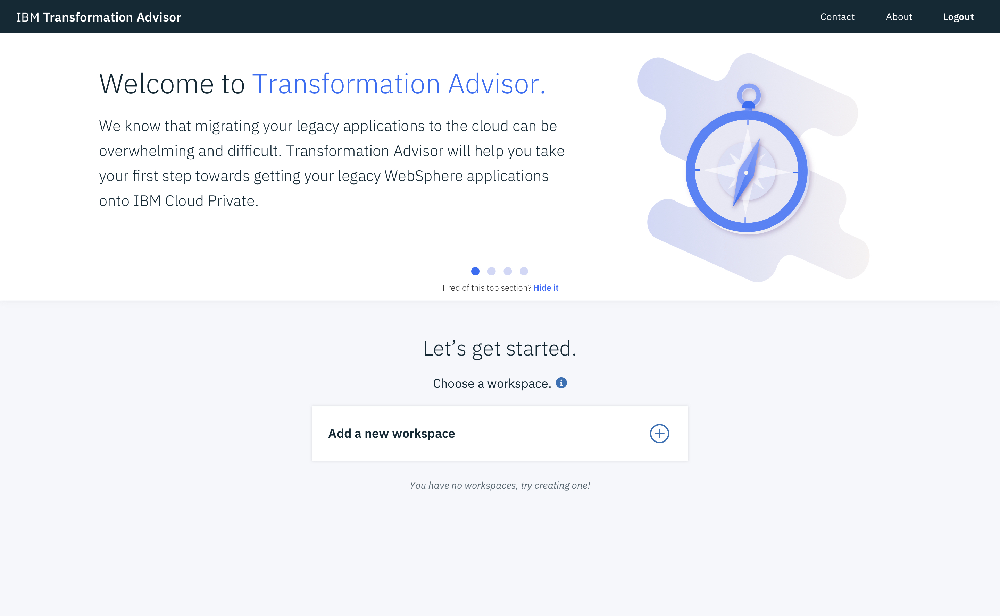 IBM Transformation Advisor
Contact
About
Logout
Welcome to Transformation Advisor.
We know that migrating your legacy applications to the cloud can be
overwhelming and difficult. Transformation Advisor will help you take
your first step towards getting your legacy WebSphere applications
onto IBM Cloud Private.
Tired of this top section? Hide it
Let’s get started.
Choose a workspace.
Add a new workspace
You have no workspaces, try creating one!